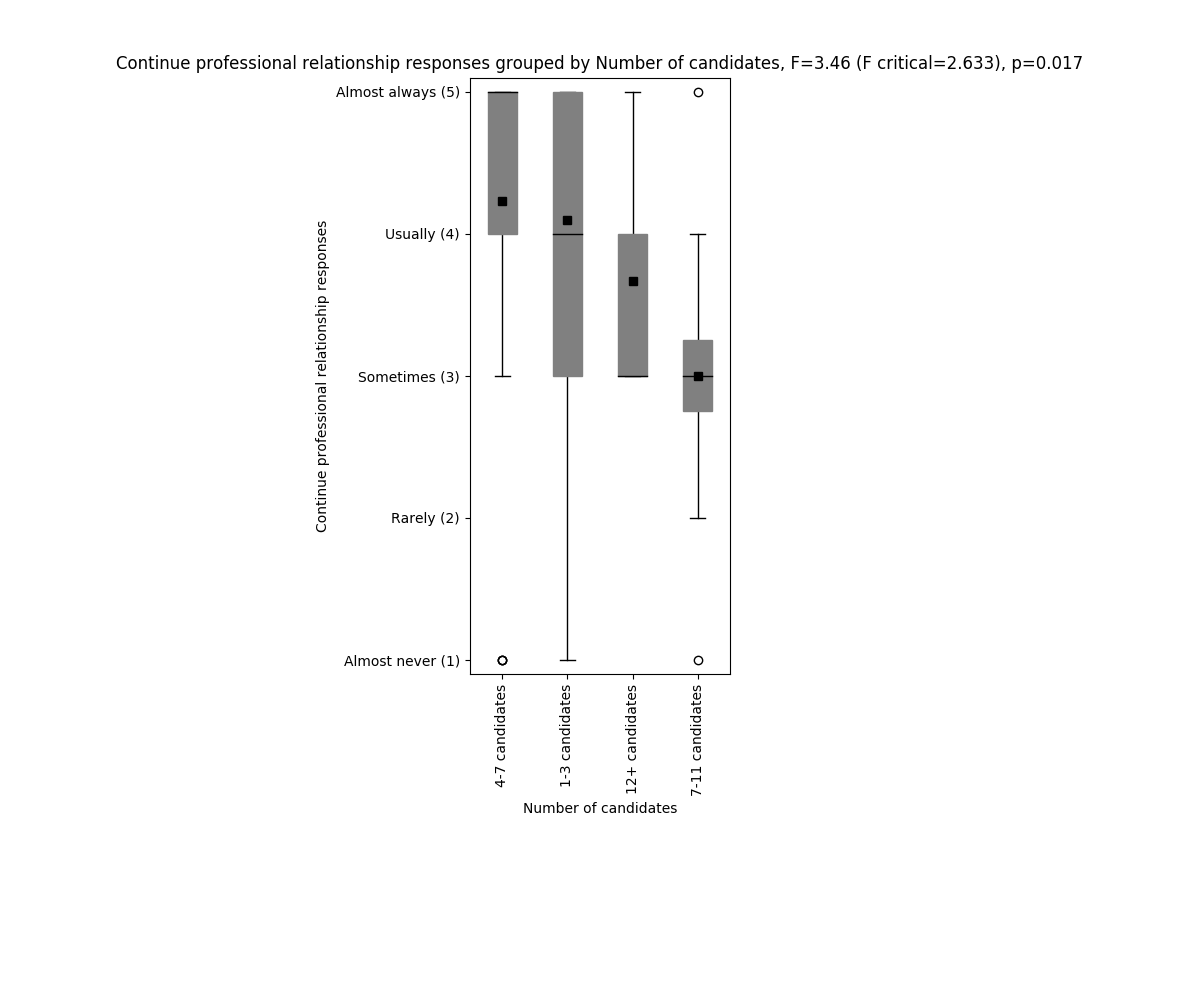 Continue professional relationship responses grouped by Number of candidates, F=3.46 (F critical=2.633), p=0.017
Almost always (5)
Usually (4)
Sometimes (3)
Rarely (2)
Almost never (1)
Continue professional relationship responses
4-7 candidates
1-3 candidates
12+ candidates
7-11 candidates
Number of candidates